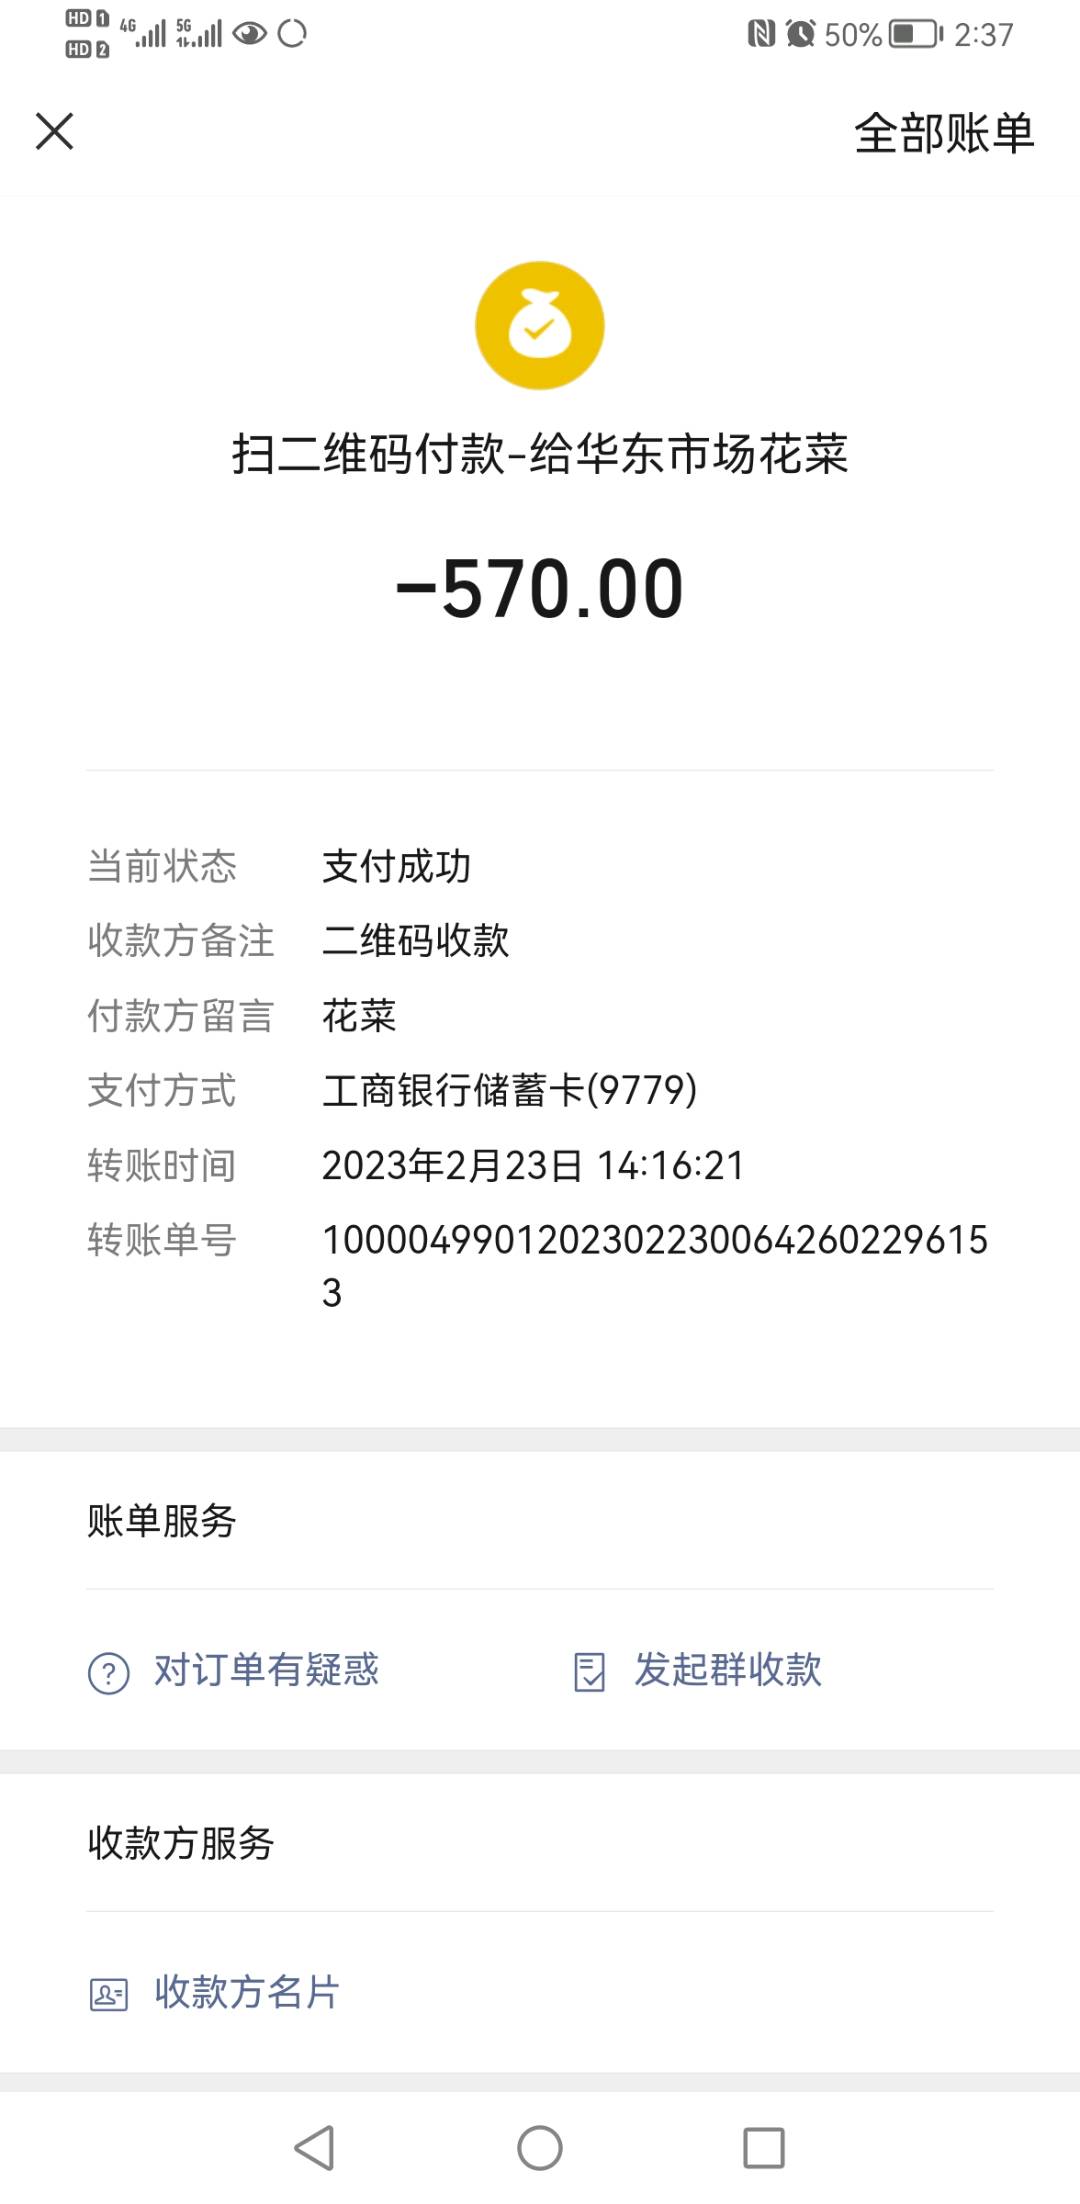 HD 1 4G 5G 50% 2:37
HD 2
全部账单
扫二维码付款-给华东市场花菜
-570.00
当前状态 支付成功
收款方备注 二维码收款
付款方留言 花菜
支付方式 工商银行储蓄卡(9779)
转账时间 2023年2月23日 14:16:21
转账单号 1000049901202302230064260229615
3
账单服务
对订单有疑惑 发起群收款
收款方服务
收款方名片